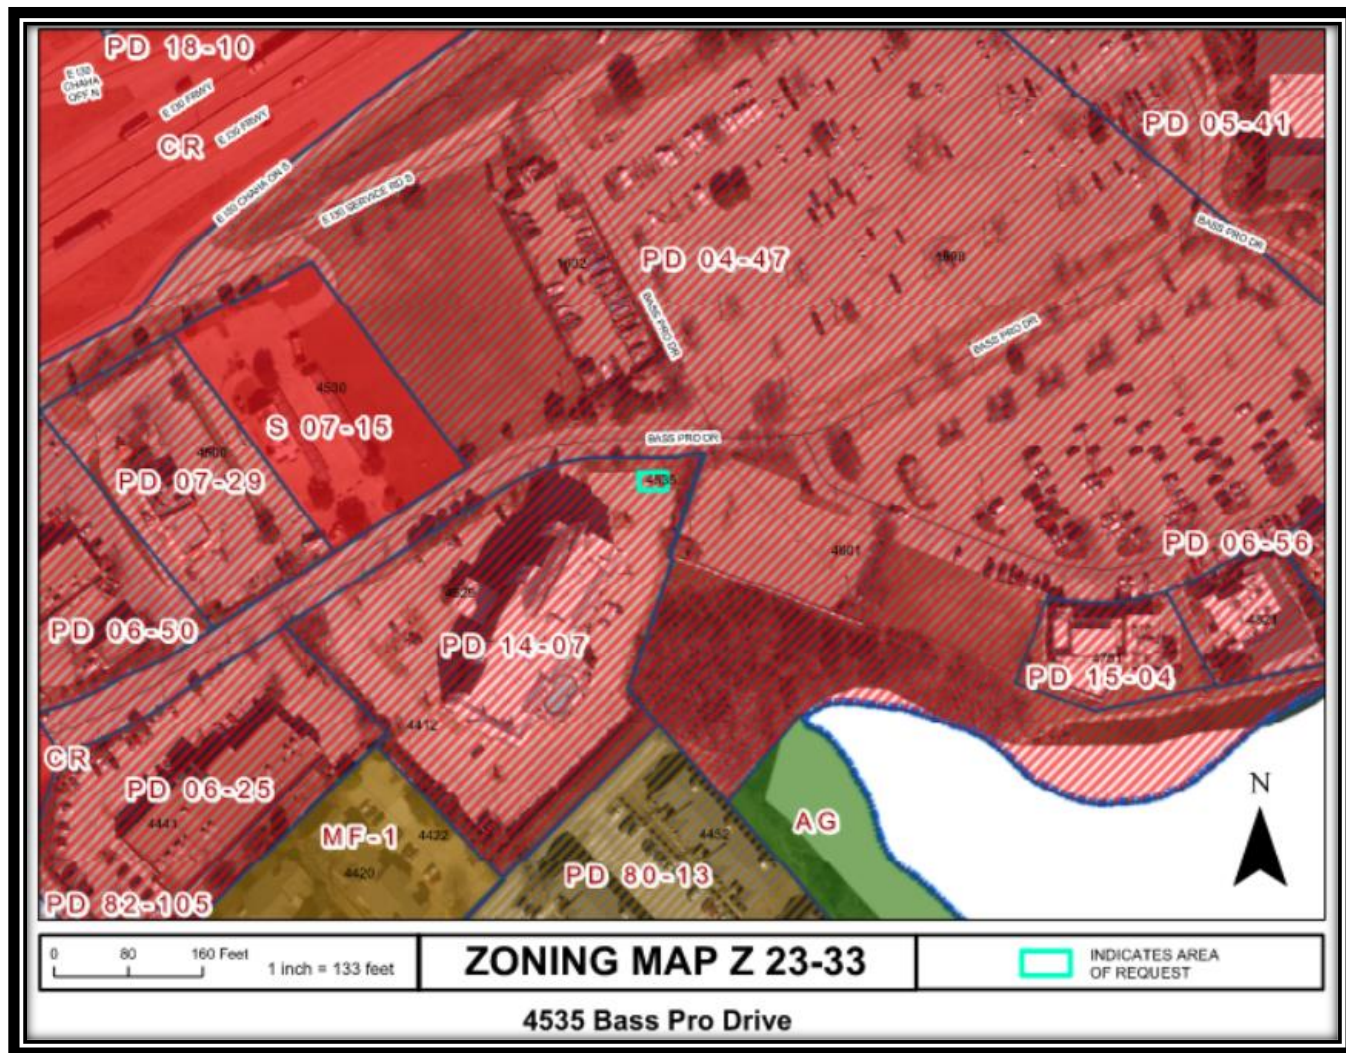 PD 18-10
E I30
CHAHA
OFF N
E I30 FRWY
E I30 FRWY
CR
PD 05-41
E I30 CHAHA ON B
E I30 SERVICE RD B
BASS PRO DR
PD 04-47
BASS PRO DR
BASS PRO DR
4530
S 07-15
BASS PRO DR
4500
PD 07-29
4535
PD 06-56
4601
PD 06-50
PD 14-07
PD 15-04
4412
CR
PD 06-25
4441
MF-1
4422
4420
4452
AG
PD 80-13
PD 82-105
N
0 80 160 Feet
1 inch = 133 feet
ZONING MAP Z 23-33
INDICATES AREA
OF REQUEST
4535 Bass Pro Drive